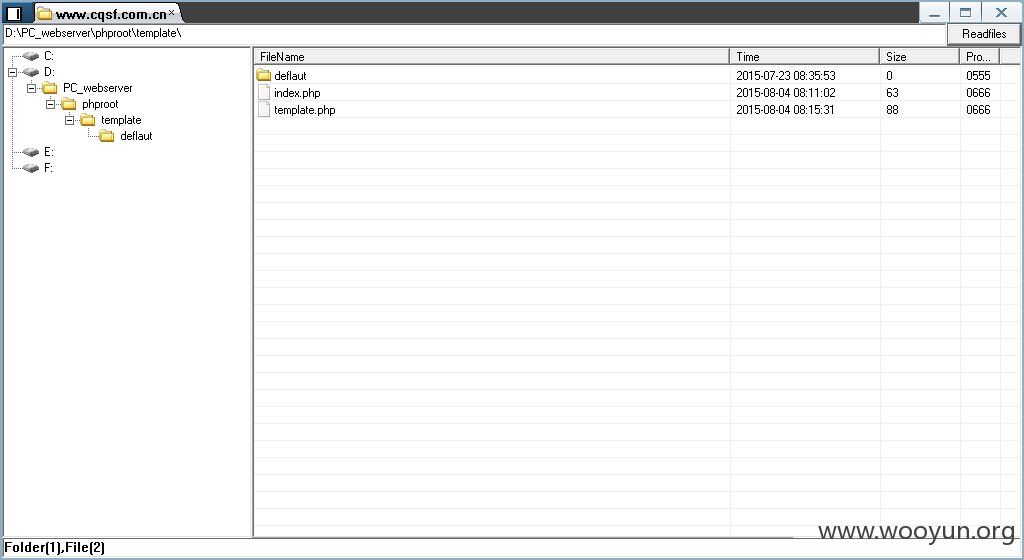 www.cqsf.com.cn
D:\PC_webserver\phproot\template\ Readfiles
C:
D:
PC_webserver
phproot
template
deflaut
E:
F:
FileName Time Size Pro...
deflaut 2015-07-23 08:35:53 0 0555
index.php 2015-08-04 08:11:02 63 0666
template.php 2015-08-04 08:15:31 88 0666
www.wooyun.org
Folder(1),File(2)